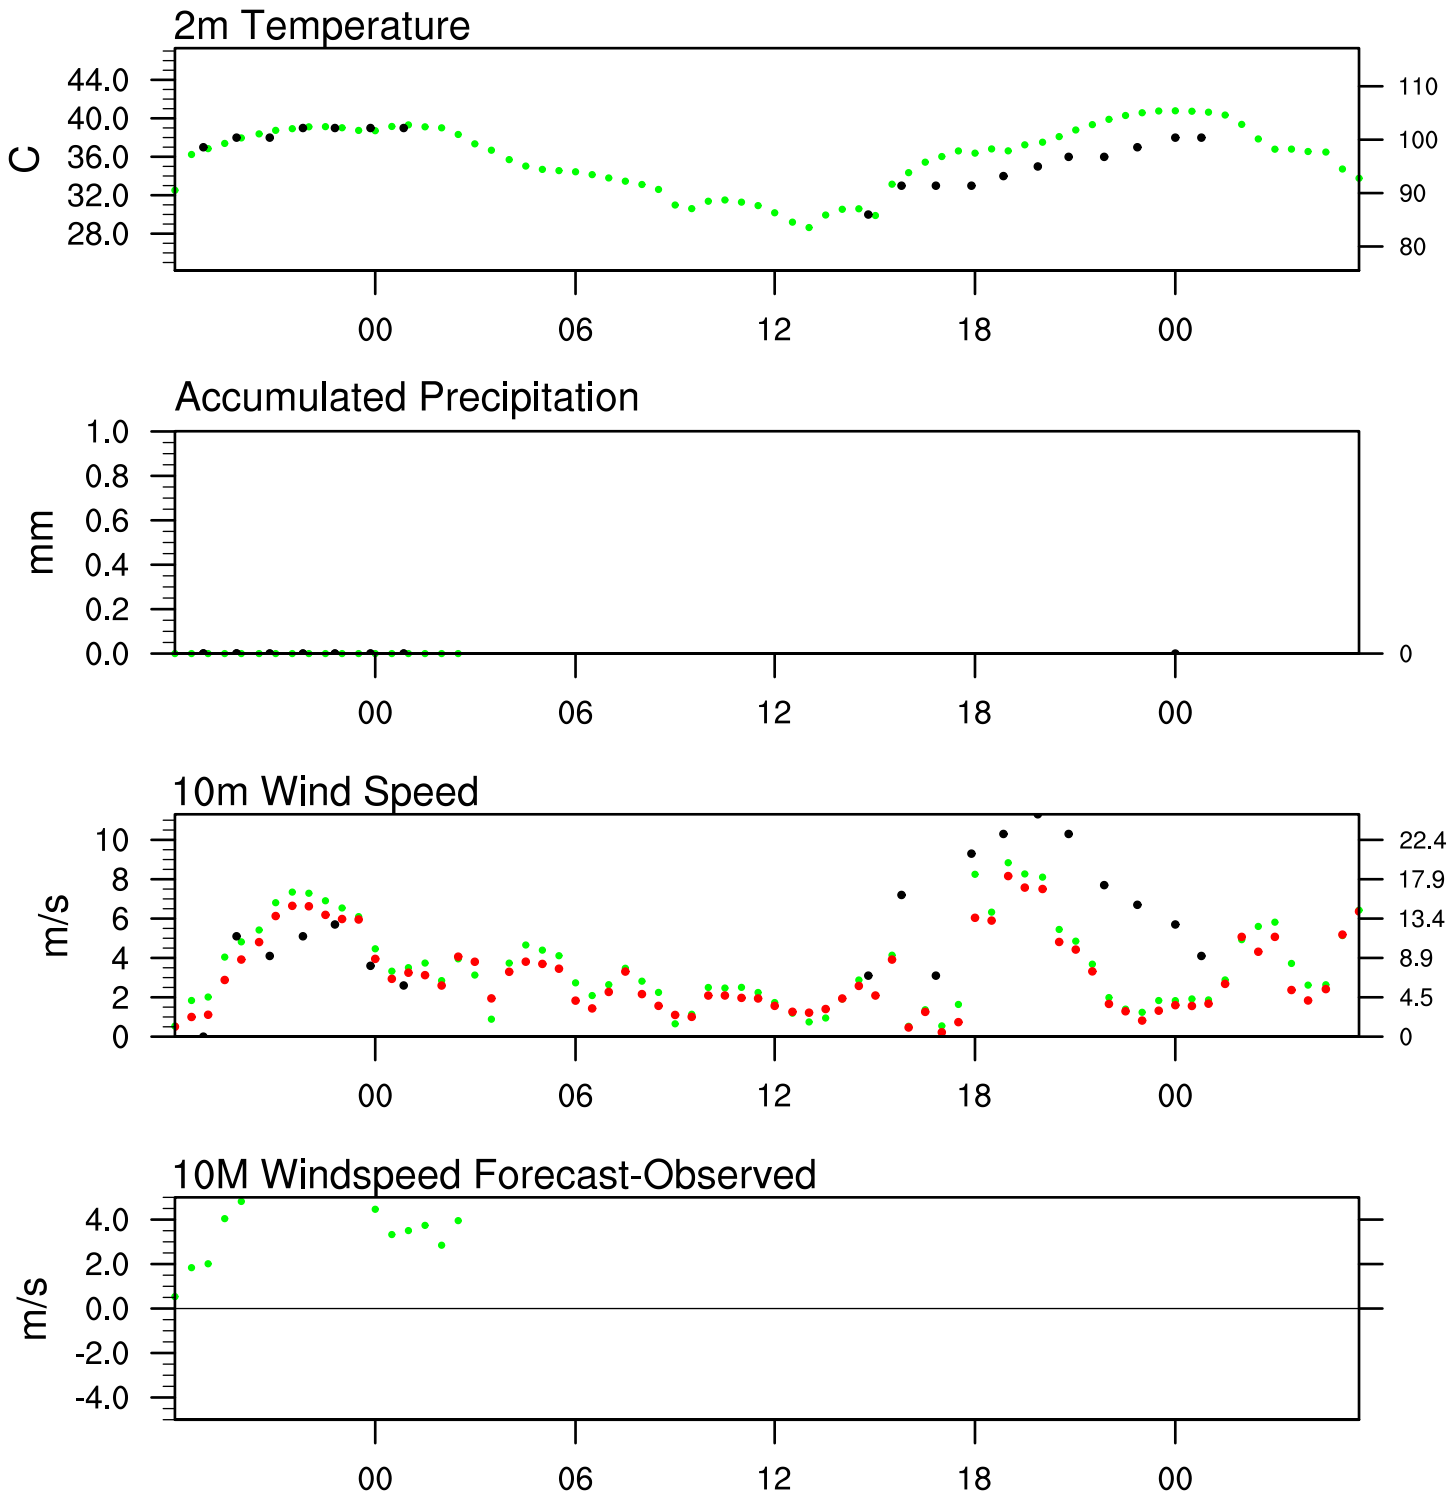 2m Temperature
44.0
40.0
36.0
32.0
28.0
C
110
100
90
80
00 06 12 18 00
Accumulated Precipitation
1.0
0.8
0.6
0.4
0.2
0.0
mm
0
00 06 12 18 00
10m Wind Speed
10
8
6
4
2
0
m/s
22.4
17.9
13.4
8.9
4.5
0
00 06 12 18 00
10M Windspeed Forecast-Observed
4.0
2.0
0.0
-2.0
-4.0
m/s
00 06 12 18 00